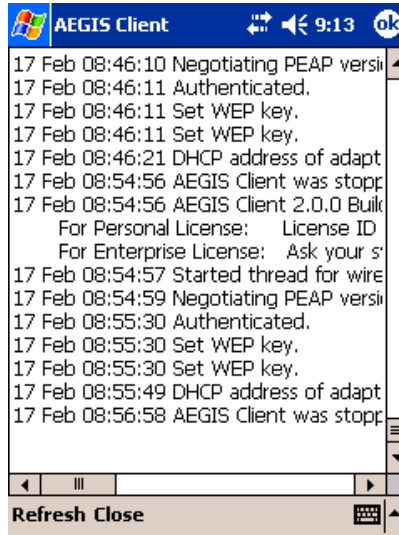 AEGIS Client 9:13 ok
17 Feb 08:46:10 Negotiating PEAP versi
17 Feb 08:46:11 Authenticated.
17 Feb 08:46:11 Set WEP key.
17 Feb 08:46:11 Set WEP key.
17 Feb 08:46:21 DHCP address of adapt
17 Feb 08:54:56 AEGIS Client was stopp
17 Feb 08:54:56 AEGIS Client 2.0.0 Build
For Personal License: License ID
For Enterprise License: Ask your s
17 Feb 08:54:57 Started thread for wire
17 Feb 08:54:59 Negotiating PEAP versi
17 Feb 08:55:30 Authenticated.
17 Feb 08:55:30 Set WEP key.
17 Feb 08:55:30 Set WEP key.
17 Feb 08:55:49 DHCP address of adapt
17 Feb 08:56:58 AEGIS Client was stopp
Refresh Close